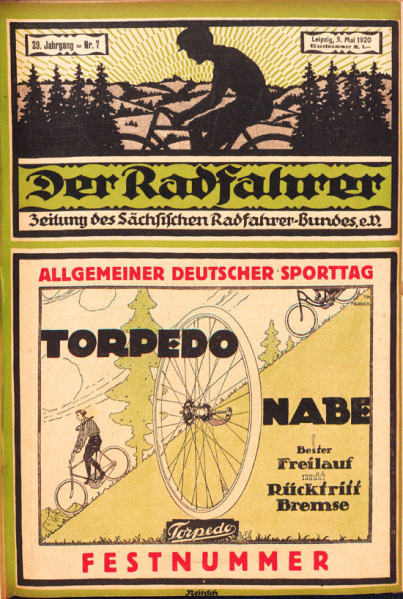 29. Jahrgang = Nr. 7
Leipzig, 5. Mai 1920
Der Radfahrer
Zeitung des Sächsischen Radfahrer-Bundes, e.V.
ALLGEMEINER DEUTSCHER SPORTTAG
TORPEDO
NABE
Bester
Freilauf
mit
Rücktritt
Bremse
Torpedo
FESTNUMMER